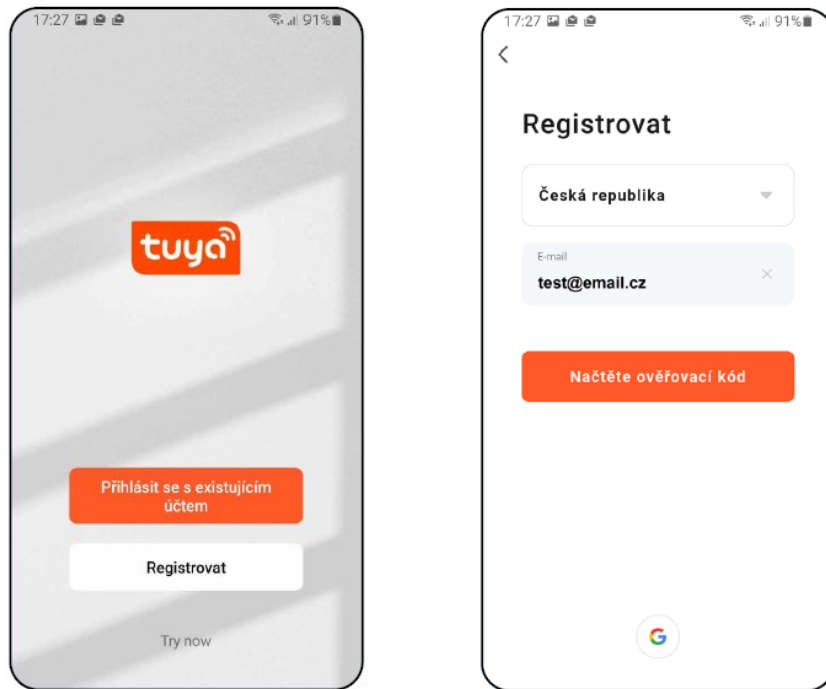 17:27 91%
tuya
Přihlásit se s existujícím
účtem
Registrovat
Try now
17:27 91%
Registrovat
Česká republika
E-mail
test@email.cz
Načtěte ověřovací kód
G